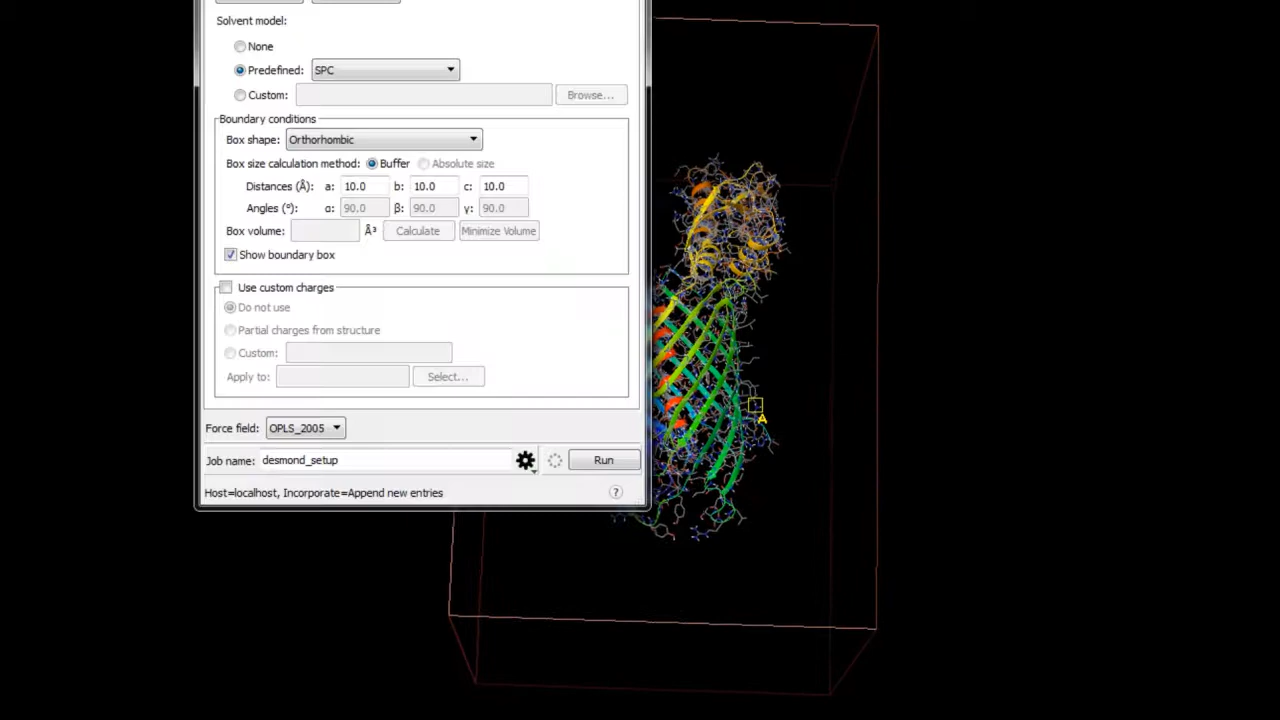 Solvent model:
None
Predefined: SPC
Custom: Browse...
Boundary conditions
Box shape: Orthorhombic
Box size calculation method: Buffer Absolute size
Distances (Å): a: 10.0 b: 10.0 c: 10.0
Angles (°): α: 90.0 β: 90.0 γ: 90.0
Box volume: Å³ Calculate Minimize Volume
Show boundary box
Use custom charges
Do not use
Partial charges from structure
Custom:
Apply to: Select...
Force field: OPLS_2005
Job name: desmond_setup Run
Host=localhost, Incorporate=Append new entries ?
A